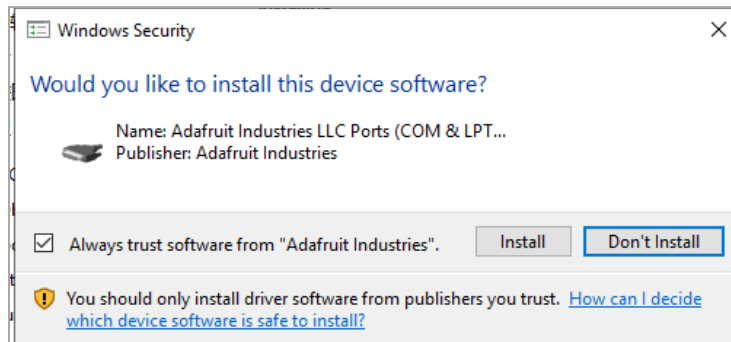 Windows Security
Would you like to install this device software?
Name: Adafruit Industries LLC Ports (COM & LPT...
Publisher: Adafruit Industries
Always trust software from "Adafruit Industries".
Install
Don't Install
You should only install driver software from publishers you trust. How can I decide
which device software is safe to install?